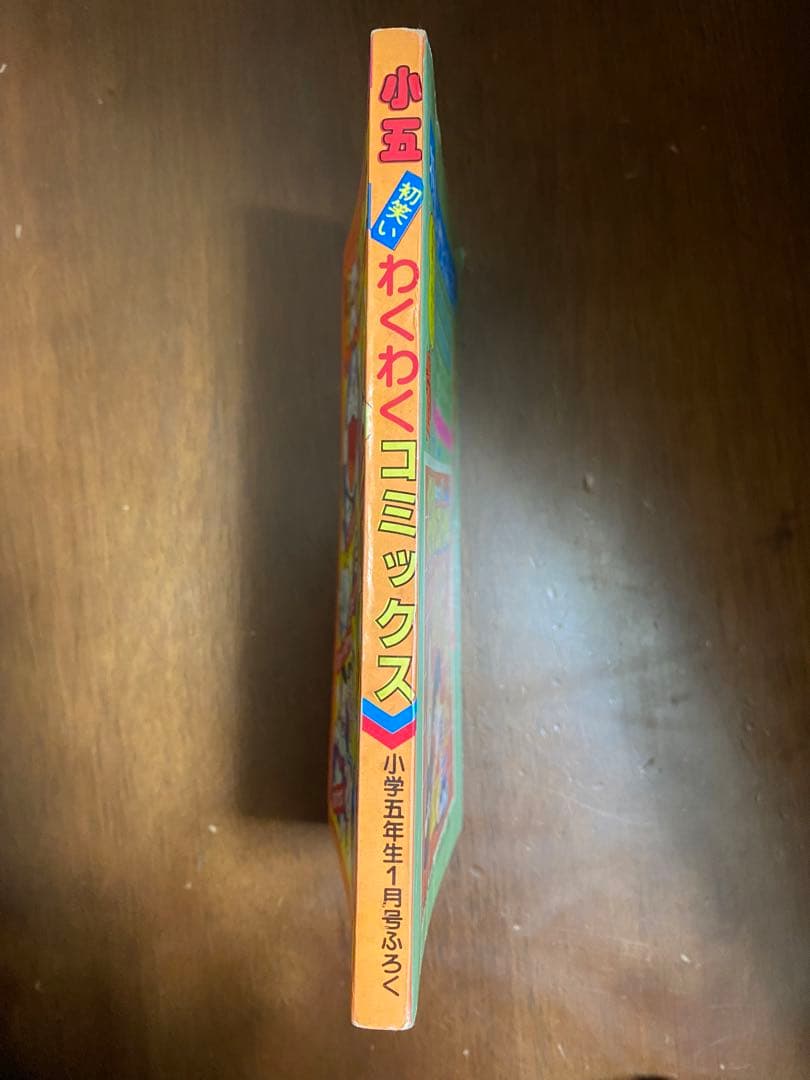 小五
初笑い
わくわくコミックス
小学五年生1月号ふろく